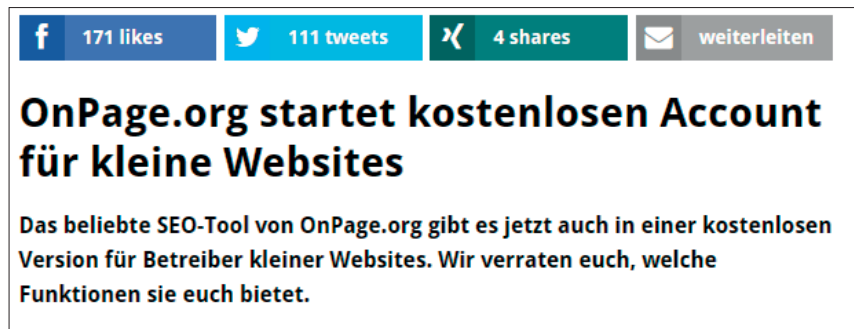 171 likes 111 tweets 4 shares weiterleiten
OnPage.org startet kostenlosen Account
für kleine Websites
Das beliebte SEO-Tool von OnPage.org gibt es jetzt auch in einer kostenlosen
Version für Betreiber kleiner Websites. Wir verraten euch, welche
Funktionen sie euch bietet.